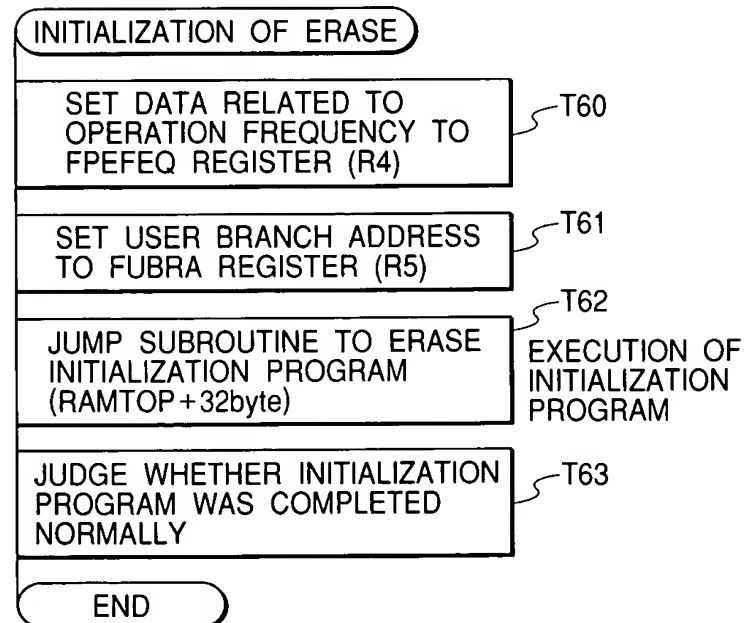 INITIALIZATION OF ERASE
SET DATA RELATED TO
OPERATION FREQUENCY TO
FPEFEQ REGISTER (R4)
T60
SET USER BRANCH ADDRESS
TO FUBRA REGISTER (R5)
T61
JUMP SUBROUTINE TO ERASE
INITIALIZATION PROGRAM
(RAMTOP+32byte)
T62
EXECUTION OF
INITIALIZATION
PROGRAM
JUDGE WHETHER INITIALIZATION
PROGRAM WAS COMPLETED
NORMALLY
T63
END